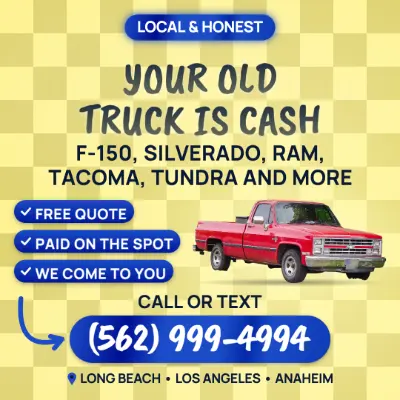 LOCAL & HONEST
YOUR OLD
TRUCK IS CASH
F-150, SILVERADO, RAM,
TACOMA, TUNDRA AND MORE
FREE QUOTE
PAID ON THE SPOT
WE COME TO YOU
CALL OR TEXT
(562) 999-4994
LONG BEACH • LOS ANGELES • ANAHEIM